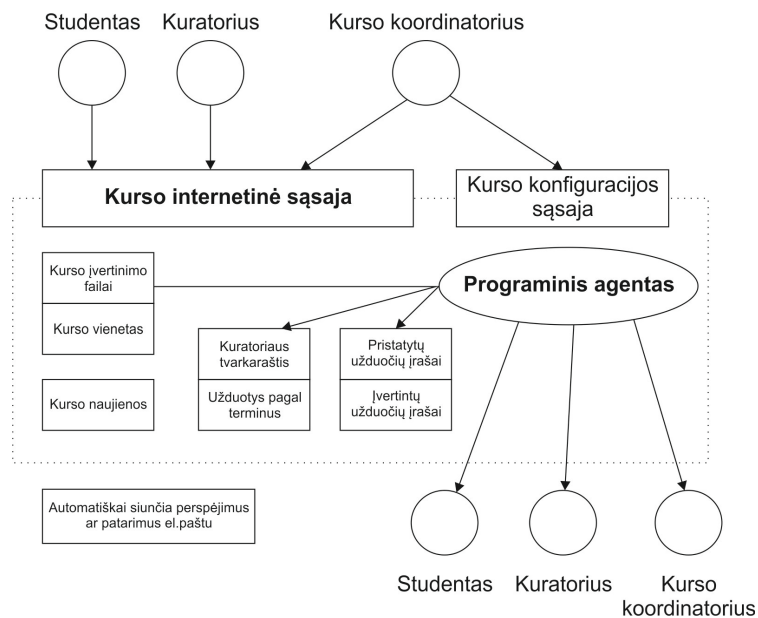 Studentas
Kuratorius
Kurso koordinatorius
Kurso internetinė sąsaja
Kurso konfiguracijos
sąsaja
Kurso įvertinimo
failai
Kurso vienetas
Kurso naujienos
Programinis agentas
Kuratoriaus
tvarkaraštis
Užduotys pagal
terminus
Pristatytų
užduočių įrašai
Įvertintų
užduočių įrašai
Automatiškai siunčia perspėjimus
ar patarimus el.paštu
Studentas
Kuratorius
Kurso
koordinatorius